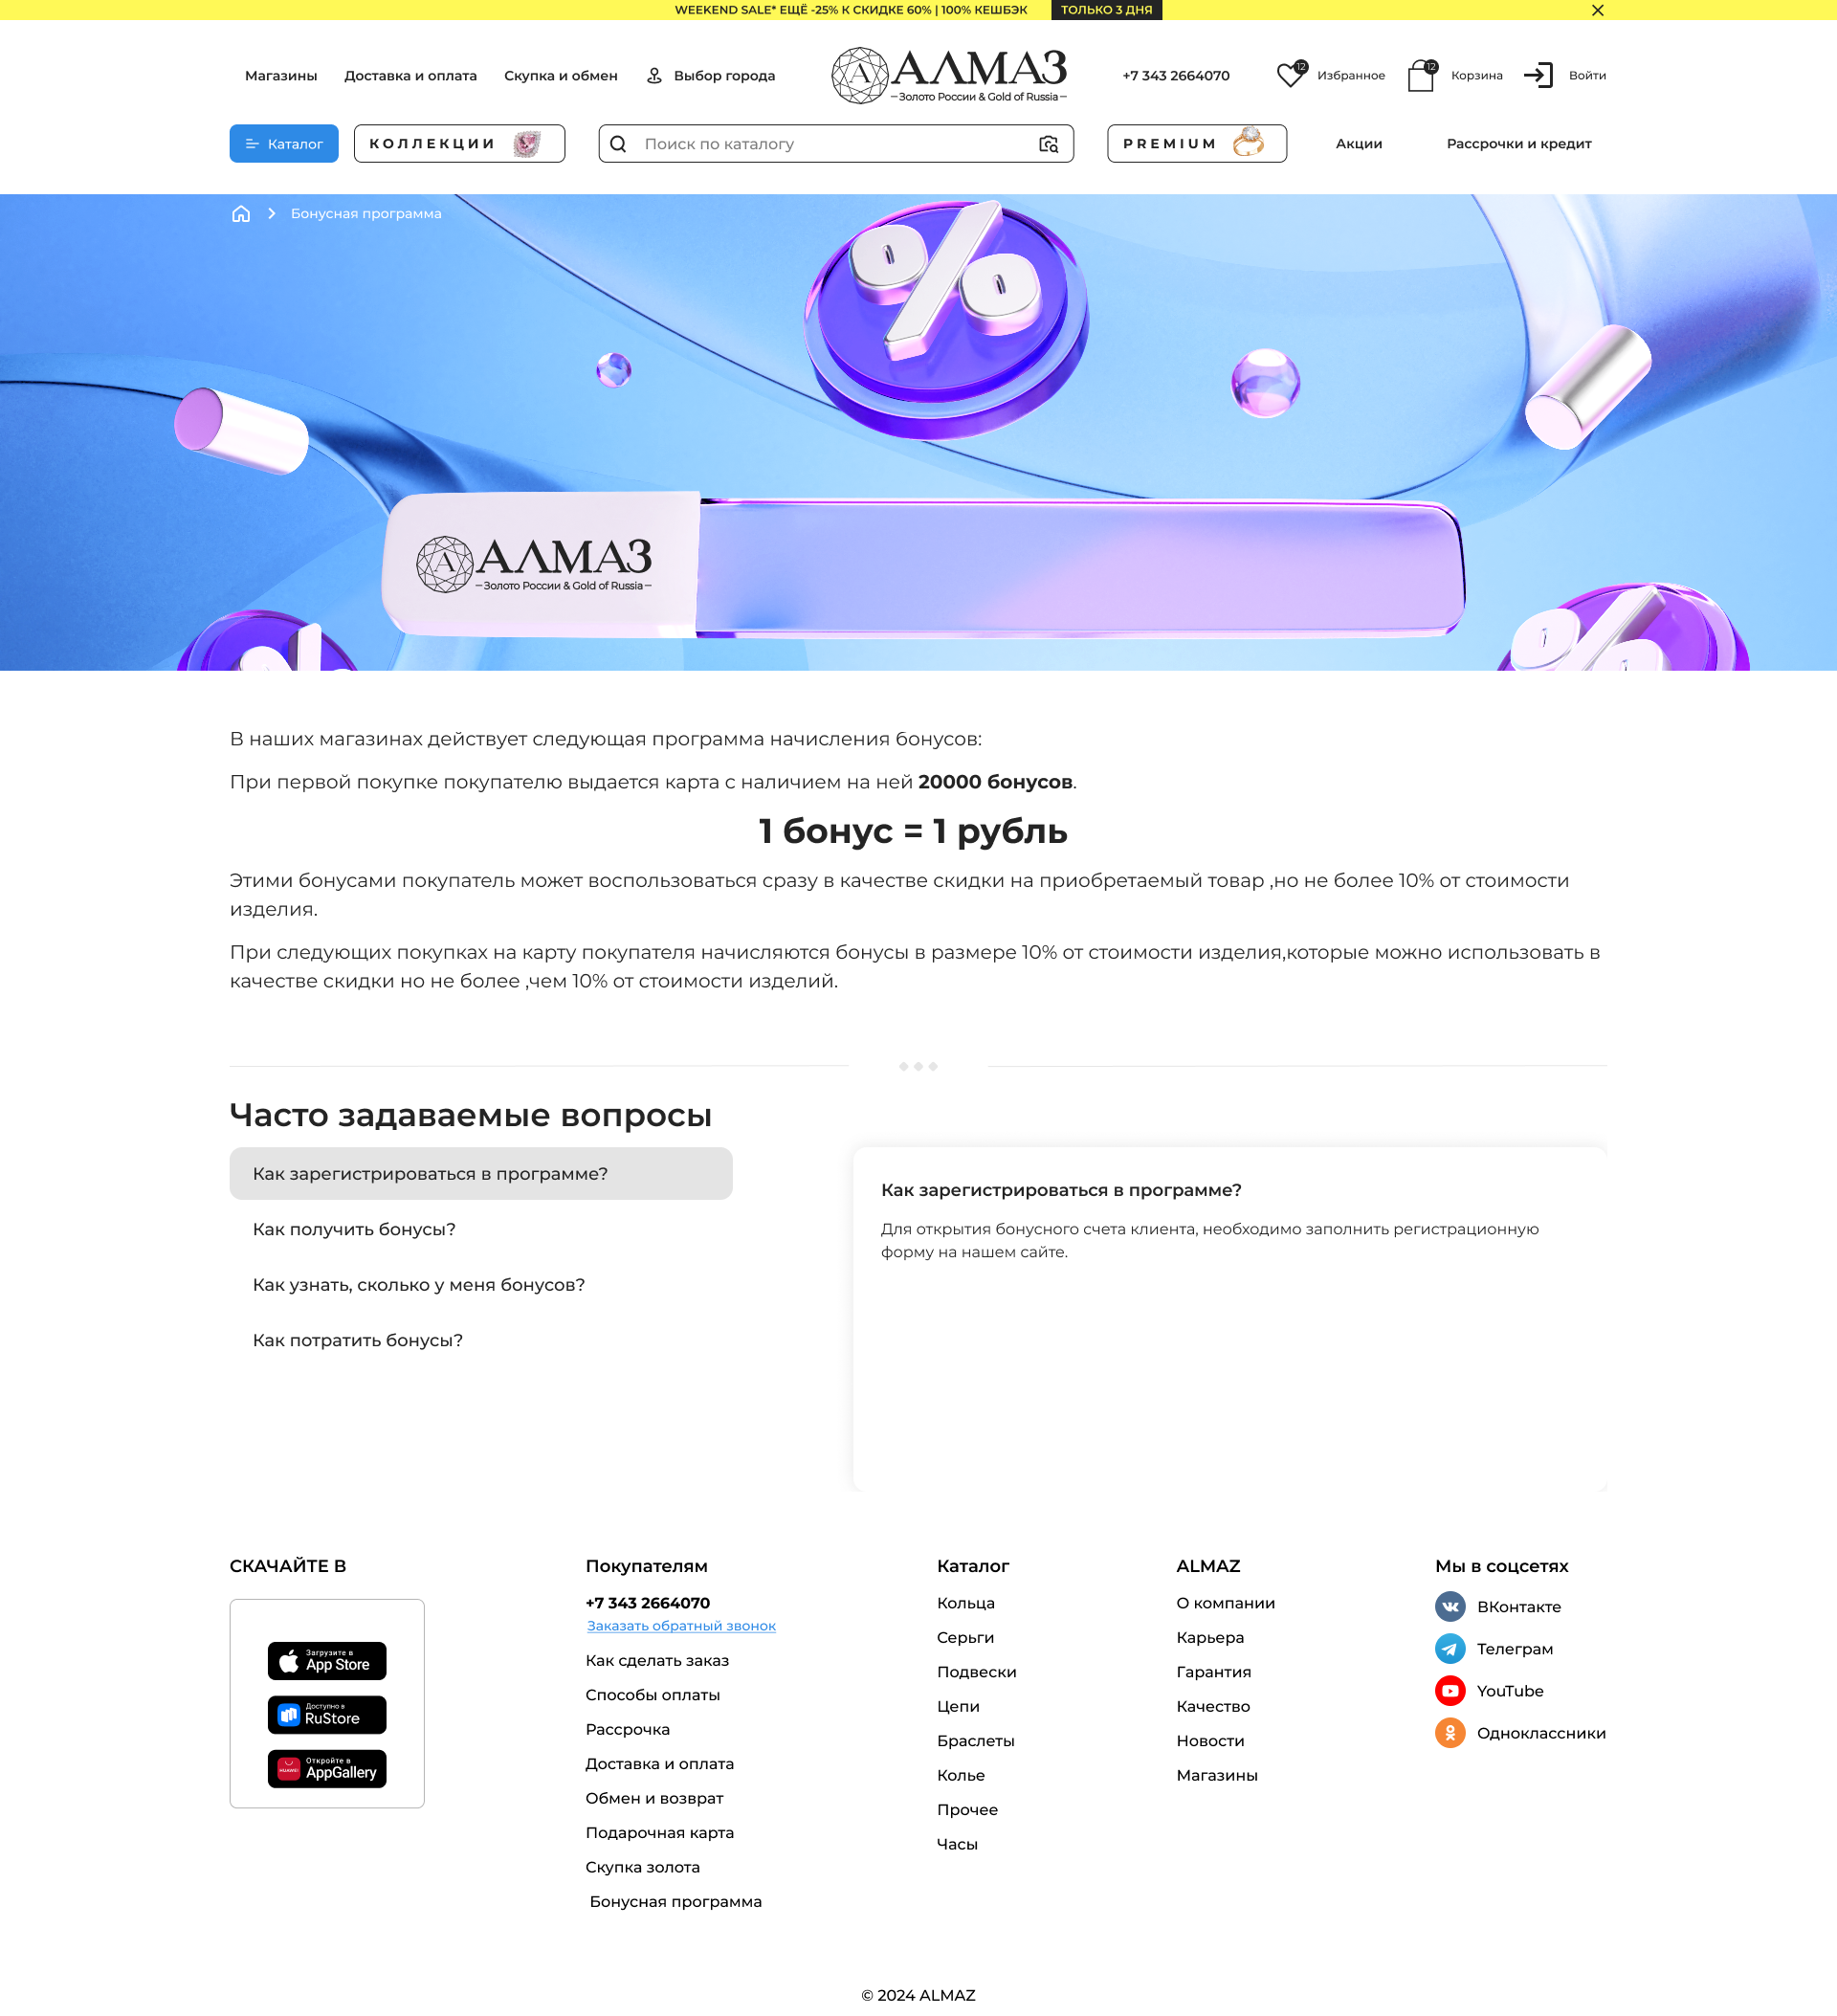 WEEKEND SALE* ЕЩЁ -25% К СКИДКЕ 60% | 100% КЕШБЭК ТОЛЬКО 3 ДНЯ
Магазины Доставка и оплата Скупка и обмен Выбор города
АЛМАЗ
Золото России & Gold of Russia
+7 343 2664070 12 Избранное 12 Корзина Войти
Каталог КОЛЛЕКЦИИ Поиск по каталогу PREMIUM Акции Рассрочки и кредит
Бонусная программа
АЛМАЗ
Золото России & Gold of Russia
В наших магазинах действует следующая программа начисления бонусов:
При первой покупке покупателю выдается карта с наличием на ней 20000 бонусов.
1 бонус = 1 рубль
Этими бонусами покупатель может воспользоваться сразу в качестве скидки на приобретаемый товар ,но не более 10% от стоимости
изделия.
При следующих покупках на карту покупателя начисляются бонусы в размере 10% от стоимости изделия,которые можно использовать в
качестве скидки но не более ,чем 10% от стоимости изделий.
Часто задаваемые вопросы
Как зарегистрироваться в программе?
Как получить бонусы?
Как узнать, сколько у меня бонусов?
Как потратить бонусы?
Как зарегистрироваться в программе?
Для открытия бонусного счета клиента, необходимо заполнить регистрационную
форму на нашем сайте.
СКАЧАЙТЕ В
Загрузите в
App Store
Доступно в
RuStore
HUAWEI
Откройте в
AppGallery
Покупателям
+7 343 2664070
Заказать обратный звонок
Как сделать заказ
Способы оплаты
Рассрочка
Доставка и оплата
Обмен и возврат
Подарочная карта
Скупка золота
Бонусная программа
Каталог
Кольца
Серьги
Подвески
Цепи
Браслеты
Колье
Прочее
Часы
ALMAZ
О компании
Карьера
Гарантия
Качество
Новости
Магазины
Мы в соцсетях
ВКонтакте
Телеграм
YouTube
Одноклассники
© 2024 ALMAZ